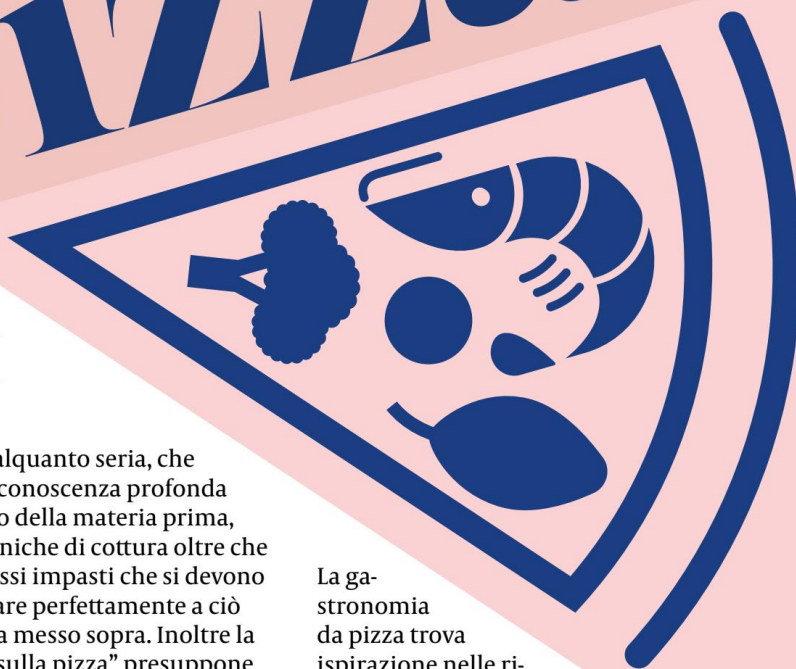 alquanto seria, che
conoscenza profonda
della materia prima,
niche di cottura oltre che
ssi impasti che si devono
are perfettamente a ciò
a messo sopra. Inoltre la
sulla pizza” presuppone
La ga-
stronomia
da pizza trova
ispirazione nelle ri-